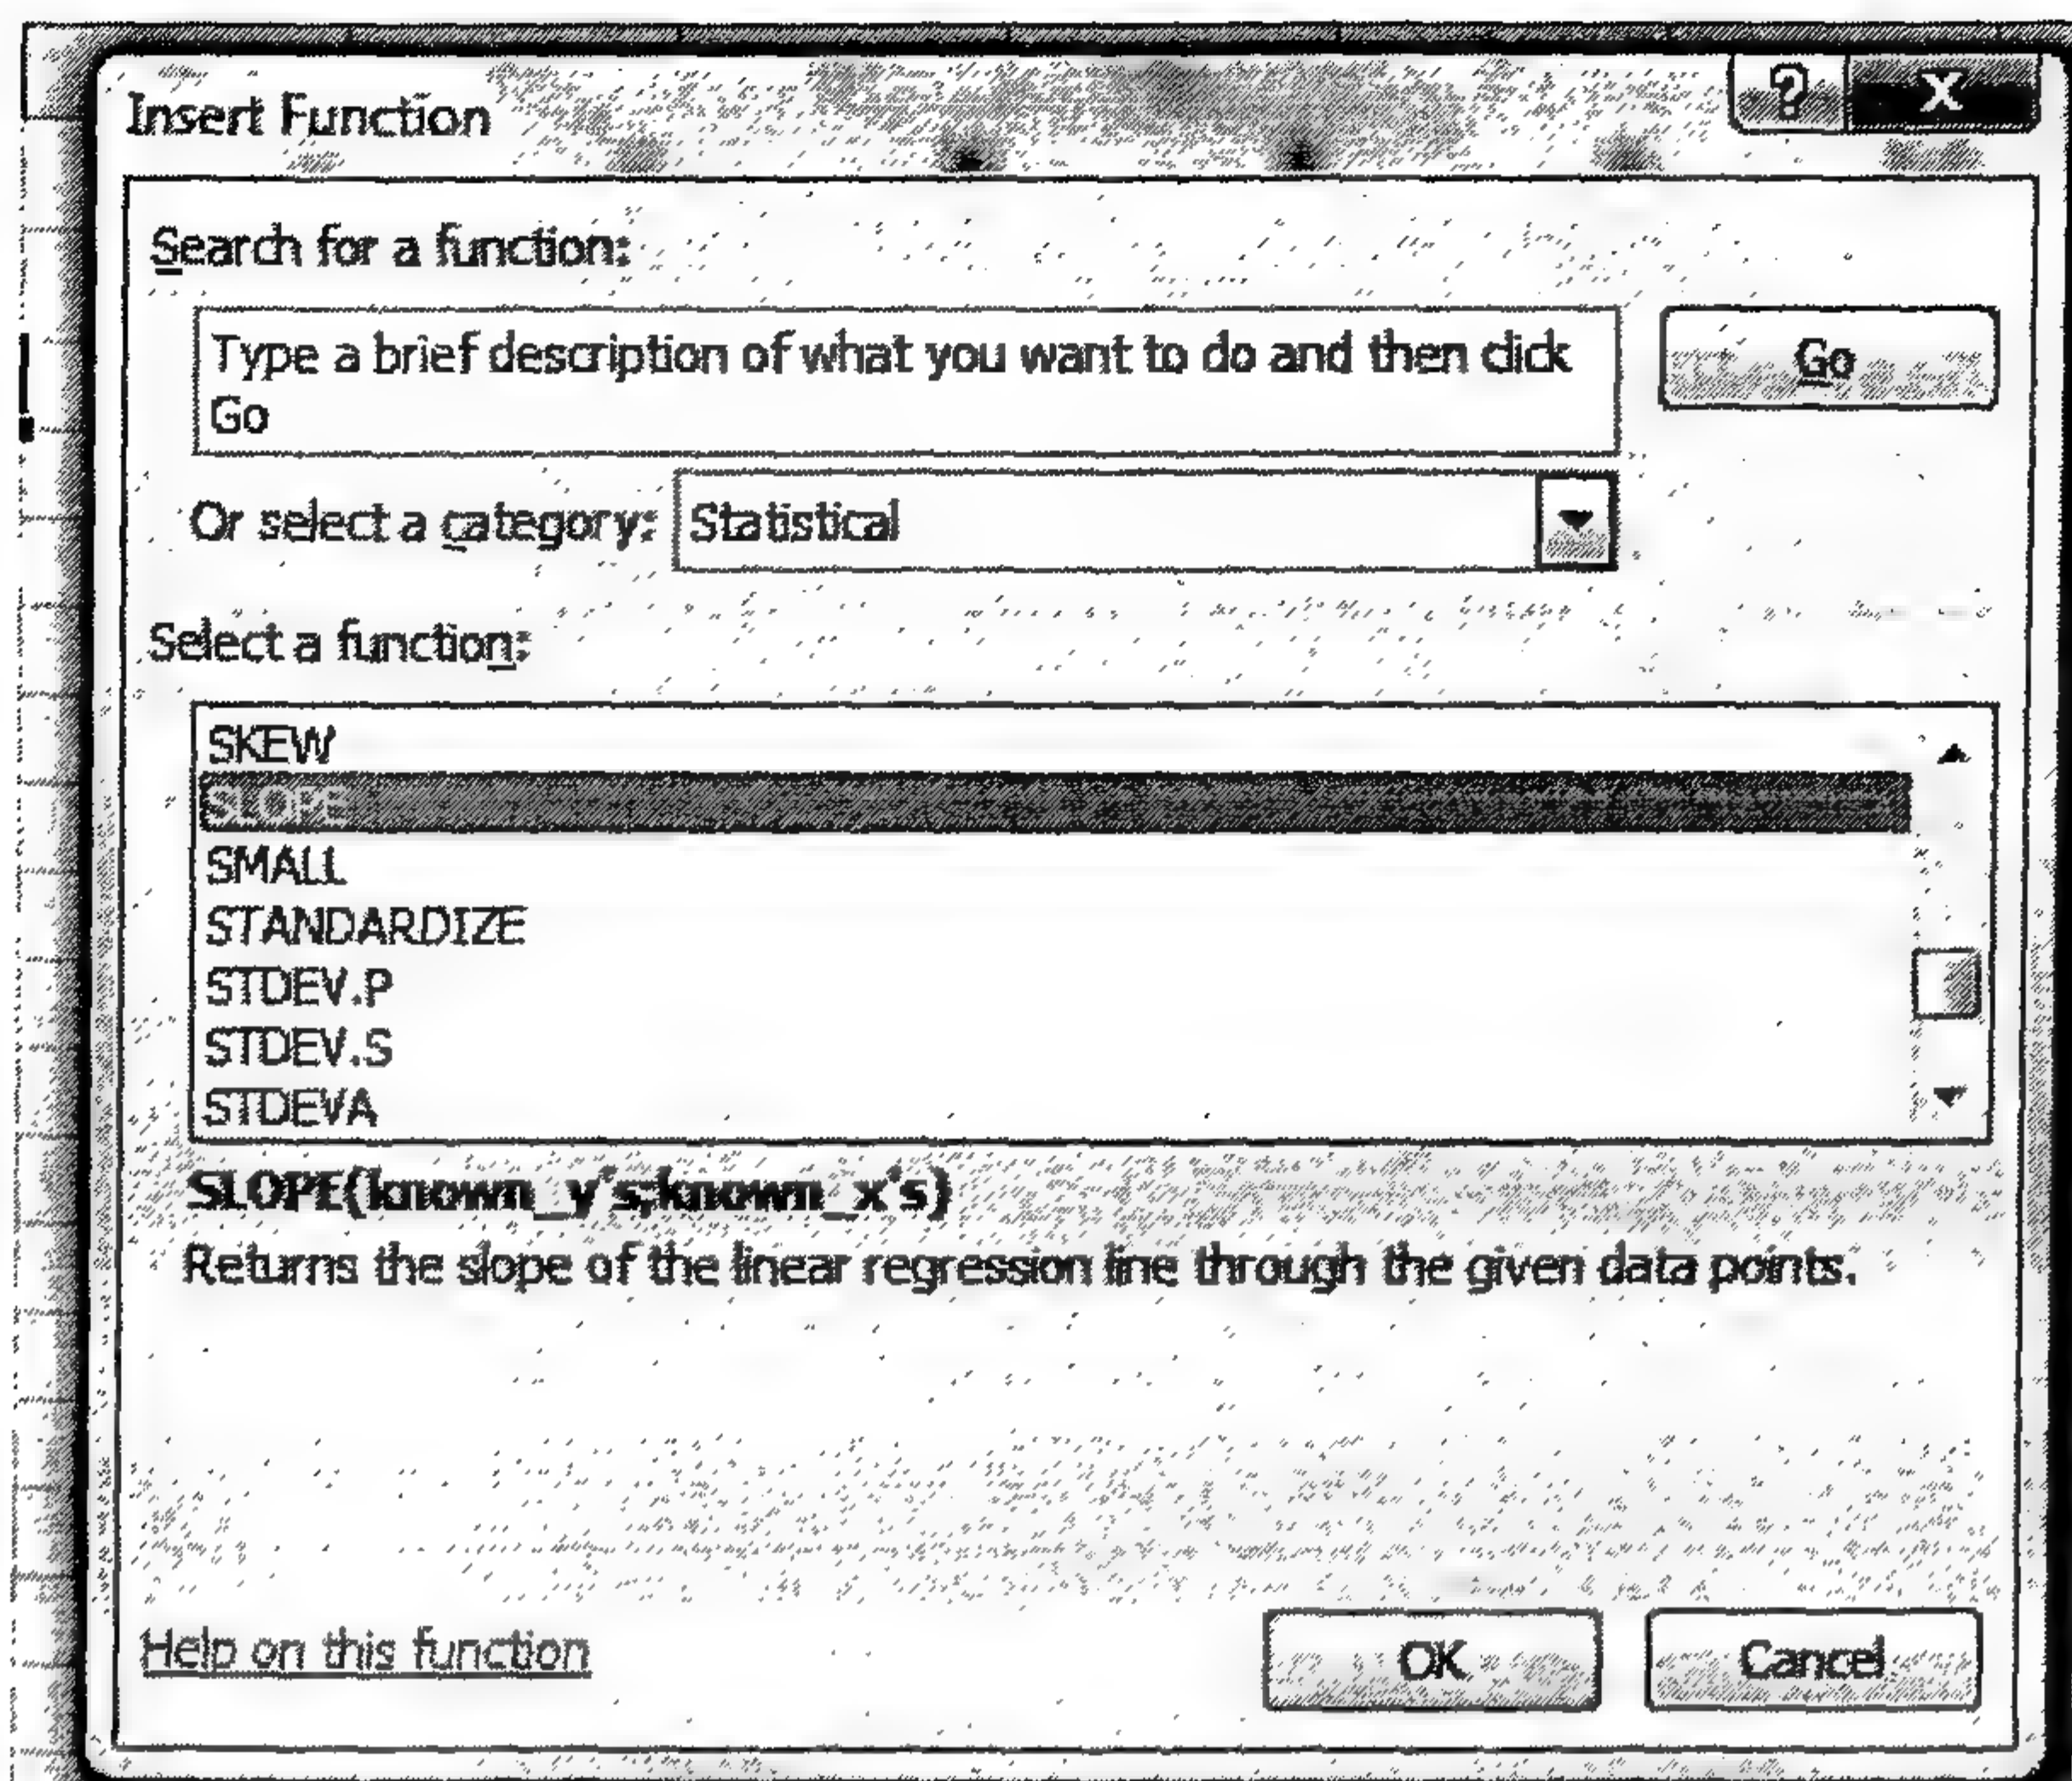 Insert Function
? X
Search for a function:
Type a brief description of what you want to do and then click
Go
Go
Or select a category: Statistical
Select a function:
SKEW
SLOPE
SMALL
STANDARDIZE
STDEV.P
STDEV.S
STDEVA
SLOPE(known_y's;known_x's)
Returns the slope of the linear regression line through the given data points.
Help on this function
OK
Cancel